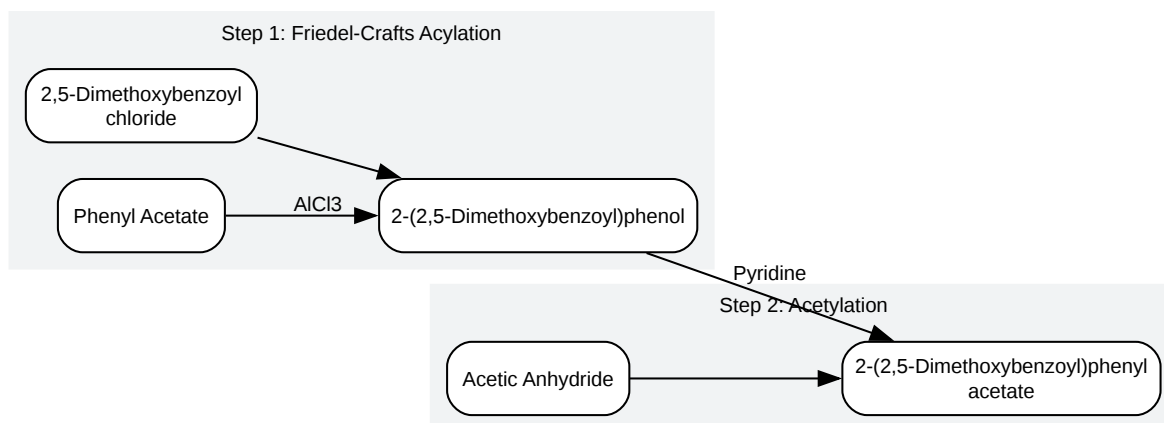 Step 1: Friedel-Crafts Acylation
2,5-Dimethoxybenzoyl
chloride
Phenyl Acetate
AlCl3
2-(2,5-Dimethoxybenzoyl)phenol
Pyridine
Step 2: Acetylation
Acetic Anhydride
2-(2,5-Dimethoxybenzoyl)phenyl
acetate